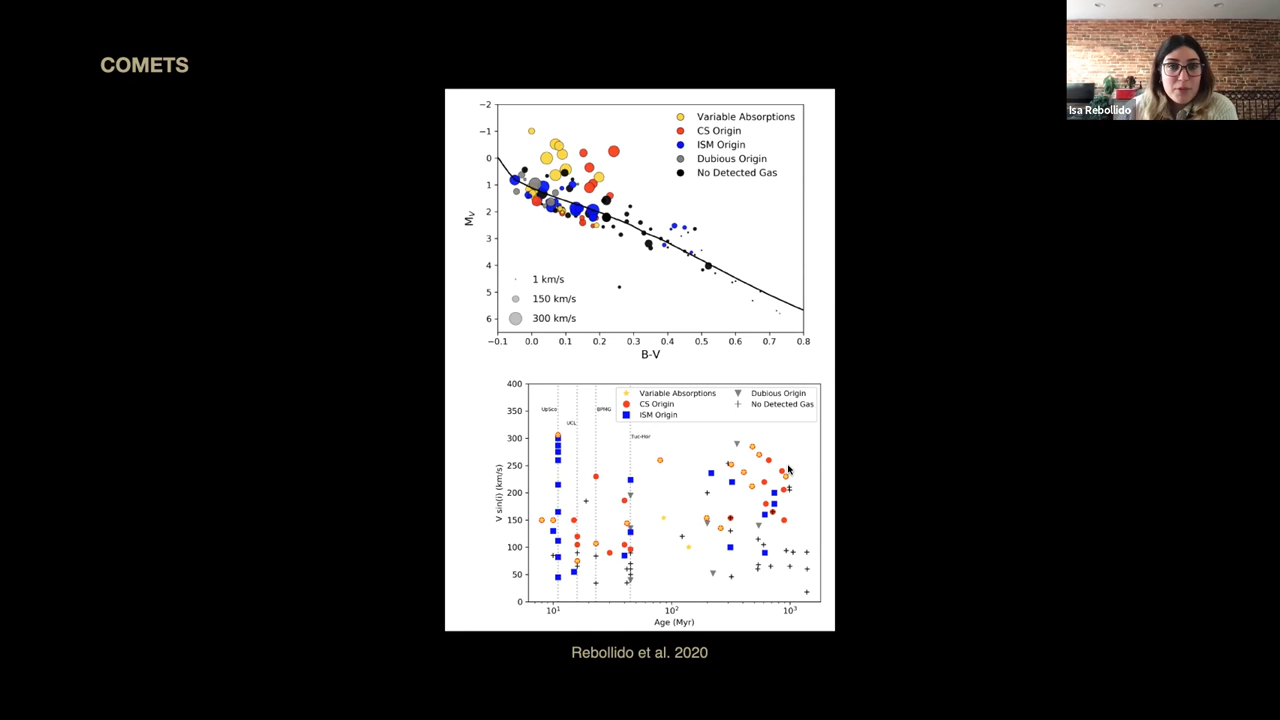 COMETS
Isa Rebollido
−2
−1
0
1
2
3
4
5
6
M_V
Variable Absorptions
CS Origin
ISM Origin
Dubious Origin
No Detected Gas
1 km/s
150 km/s
300 km/s
−0.1 0.0 0.1 0.2 0.3 0.4 0.5 0.6 0.7 0.8
B-V
400
350
300
250
200
150
100
50
0
V sin(i) (km/s)
Variable Absorptions
CS Origin
ISM Origin
Dubious Origin
No Detected Gas
UpSco
UCL
BPMG
Tuc-Hor
10¹ 10² 10³
Age (Myr)
Rebollido et al. 2020